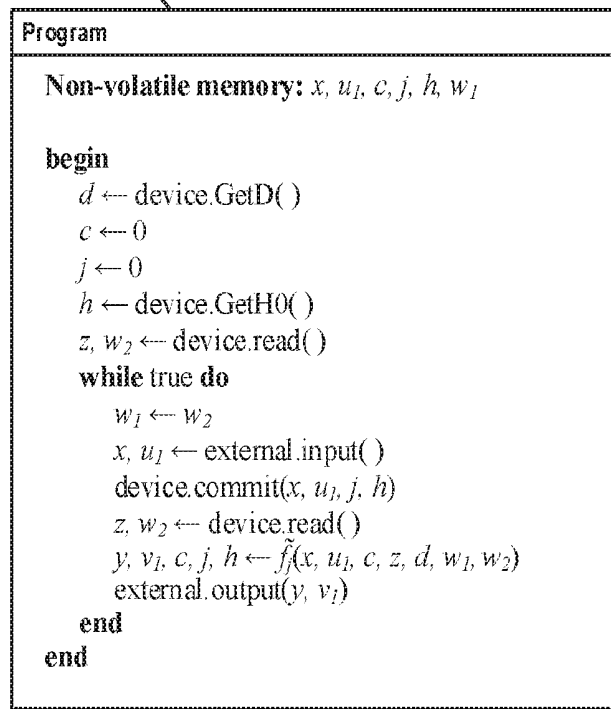 Program
Non-volatile memory: x, u₁, c, j, h, w₁
begin
d ← device.GetD( )
c ← 0
j ← 0
h ← device.GetH0( )
z, w₂ ← device.read( )
while true do
w₁ ← w₂
x, u₁ ← external.input( )
device.commit(x, u₁, j, h)
z, w₂ ← device.read( )
y, v₁, c, j, h ← f̃ⱼ(x, u₁, c, z, d, w₁, w₂)
external.output(y, v₁)
end
end